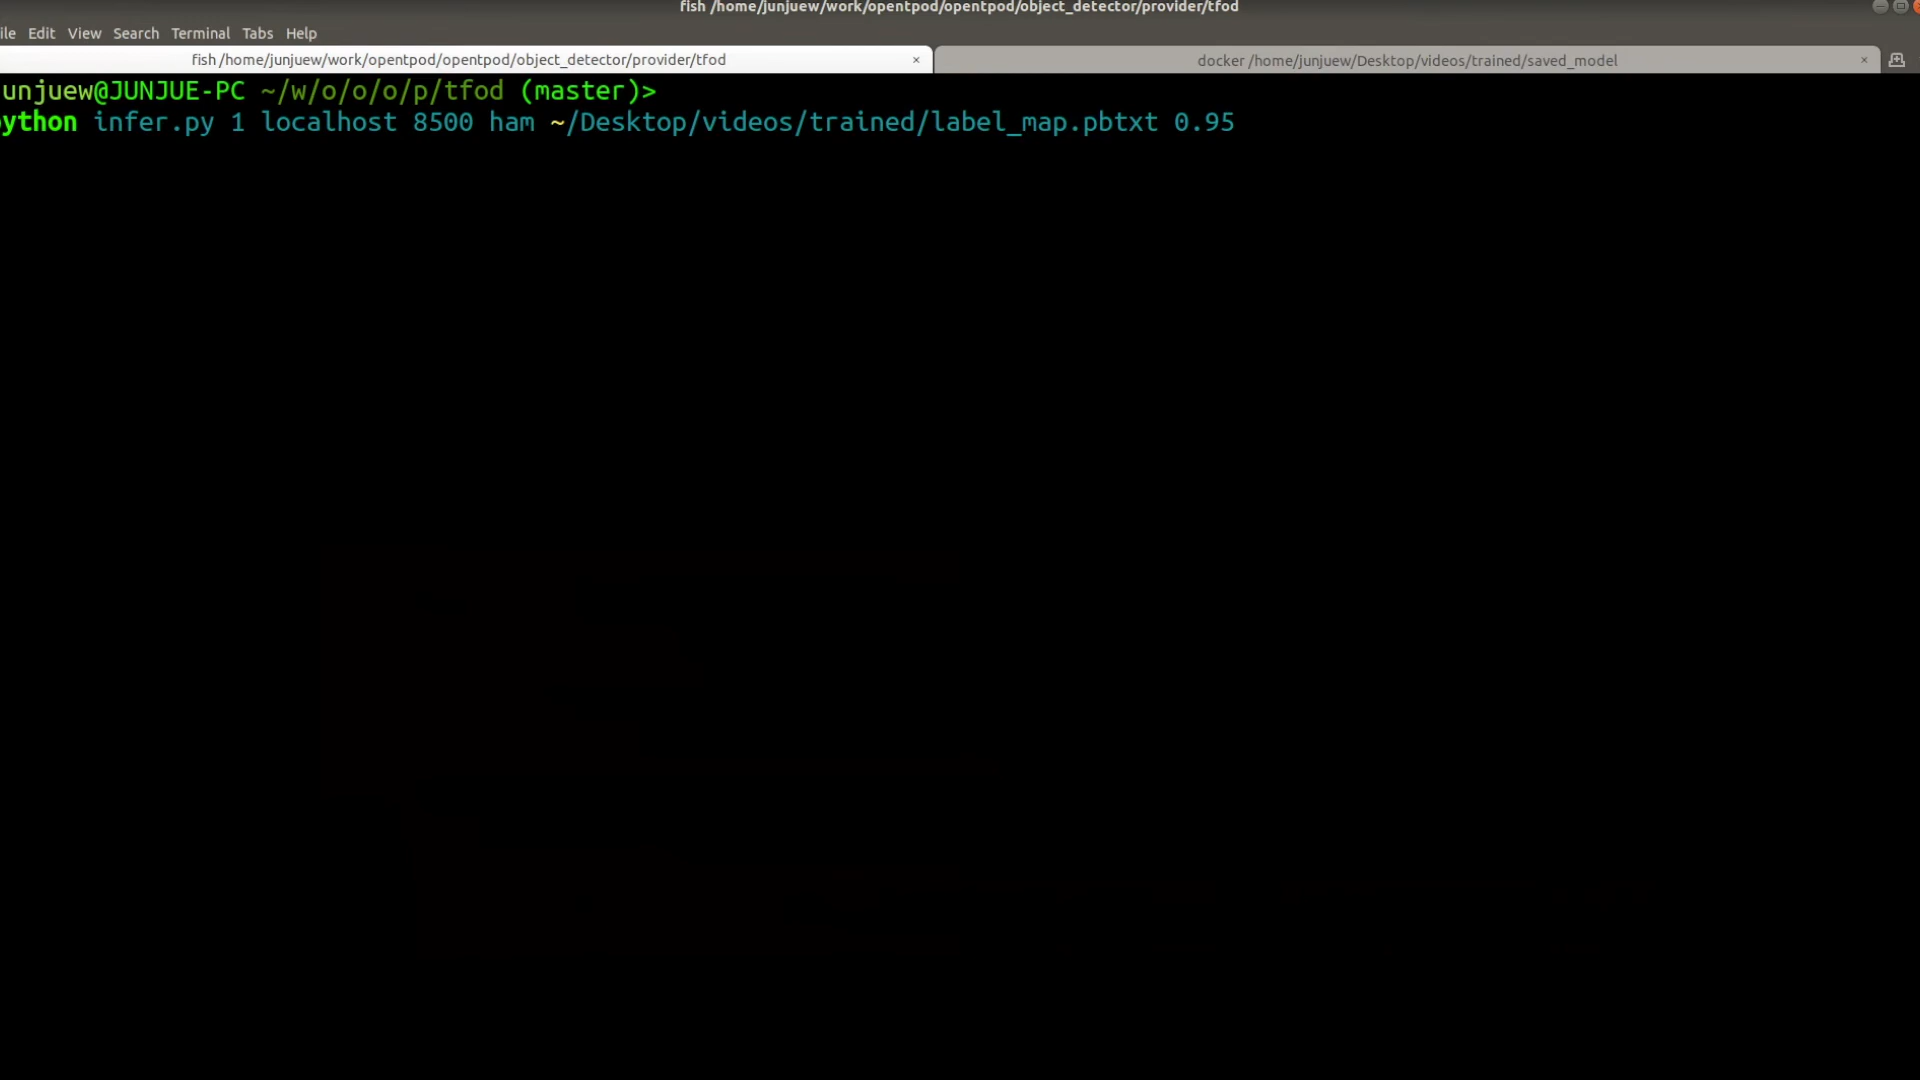 fish /home/junjuew/work/opentpod/opentpod/object_detector/provider/tfod
ile Edit View Search Terminal Tabs Help
fish /home/junjuew/work/opentpod/opentpod/object_detector/provider/tfod × docker /home/junjuew/Desktop/videos/trained/saved_model ×
unjuew@JUNJUE-PC ~/w/o/o/o/p/tfod (master)>
ython infer.py 1 localhost 8500 ham ~/Desktop/videos/trained/label_map.pbtxt 0.95